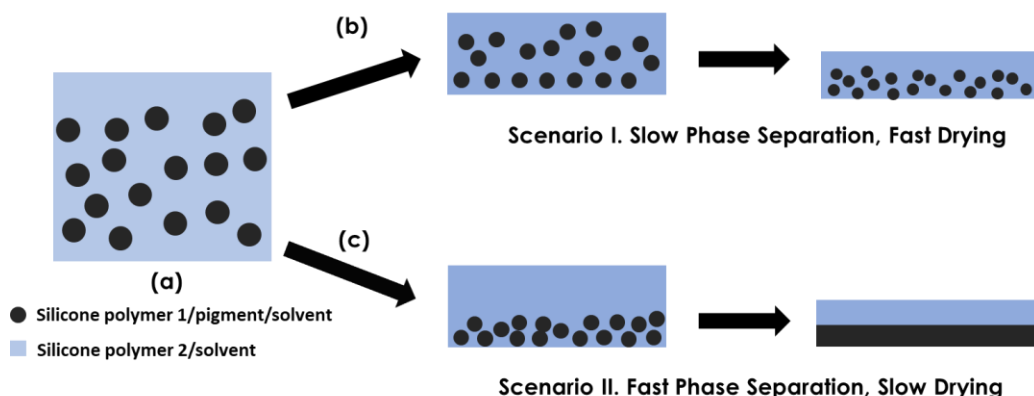 (b)
Scenario I. Slow Phase Separation, Fast Drying
(a)
(c)
Silicone polymer 1/pigment/solvent
Silicone polymer 2/solvent
Scenario II. Fast Phase Separation, Slow Drying